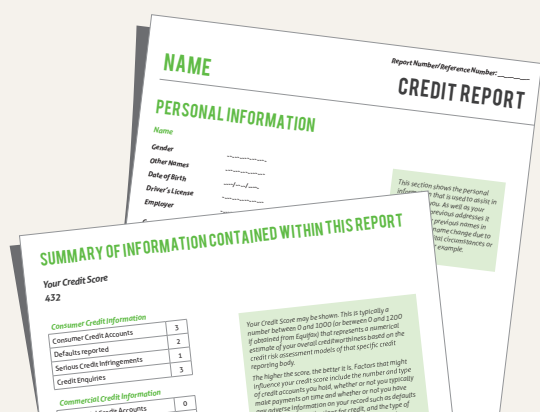 Report Number/Reference Number:
NAME
CREDIT REPORT
PERSONAL INFORMATION
Name
Gender
Other Names
Date of Birth
Driver's License
Employer
This section shows the personal
that is used to assist in
you. As well as your
previous addresses it
previous names in
name change due to
circumstances or
example.
SUMMARY OF INFORMATION CONTAINED WITHIN THIS REPORT
Your Credit Score
432
Consumer Credit Information
Consumer Credit Accounts 3
Defaults reported 2
Serious Credit Infringements 1
Credit Enquiries 3
Commercial Credit Information
Credit Accounts 0
Your Credit Score may be shown. This is typically a
number between 0 and 1000 (or between 0 and 1200
if obtained from Equifax) that represents a numerical
estimate of your overall creditworthiness based on the
credit risk assessment models of that specific credit
reporting body.
The higher the score, the better it is. Factors that might
influence your credit score include the number and type
of credit accounts you hold, whether or not you typically
make payments on time and whether or not you have
any adverse information on your record such as defaults
for credit, and the type of